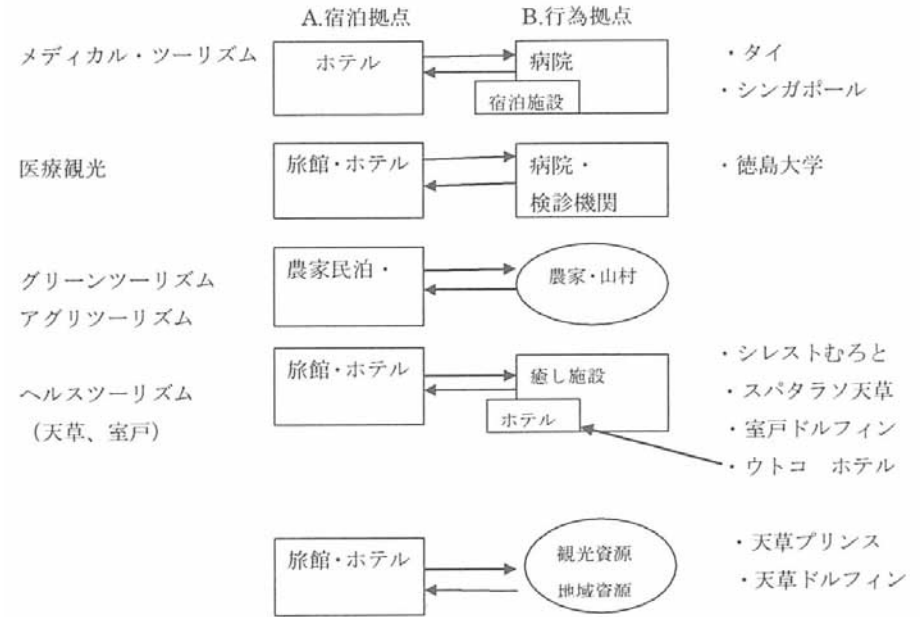 A.宿泊拠点 B.行為拠点
メディカル・ツーリズム
ホテル
病院
宿泊施設
・タイ
・シンガポール
医療観光
旅館・ホテル
病院・
検診機関
・徳島大学
グリーンツーリズム
アグリツーリズム
農家民泊・
農家・山村
ヘルスツーリズム
（天草、室戸）
旅館・ホテル
癒し施設
ホテル
・シレストむろと
・スパタラソ天草
・室戸ドルフィン
・ウトコ　ホテル
旅館・ホテル
観光資源
地域資源
・天草プリンス
・天草ドルフィン